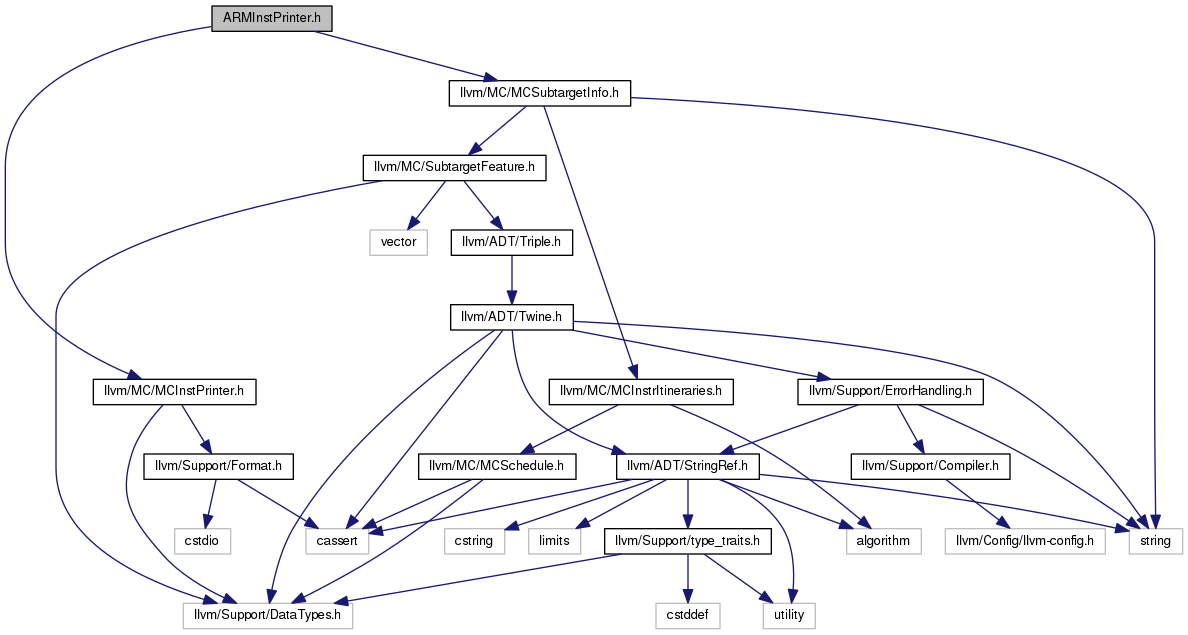 ARMInstPrinter.h
llvm/MC/MCSubtargetInfo.h
llvm/MC/SubtargetFeature.h
vector
llvm/ADT/Triple.h
llvm/ADT/Twine.h
llvm/MC/MCInstPrinter.h
llvm/MC/MCInstrItineraries.h
llvm/Support/ErrorHandling.h
llvm/Support/Format.h
llvm/MC/MCSchedule.h
llvm/ADT/StringRef.h
llvm/Support/Compiler.h
cstdio
cassert
cstring
limits
llvm/Support/type_traits.h
algorithm
llvm/Config/llvm-config.h
string
llvm/Support/DataTypes.h
cstddef
utility